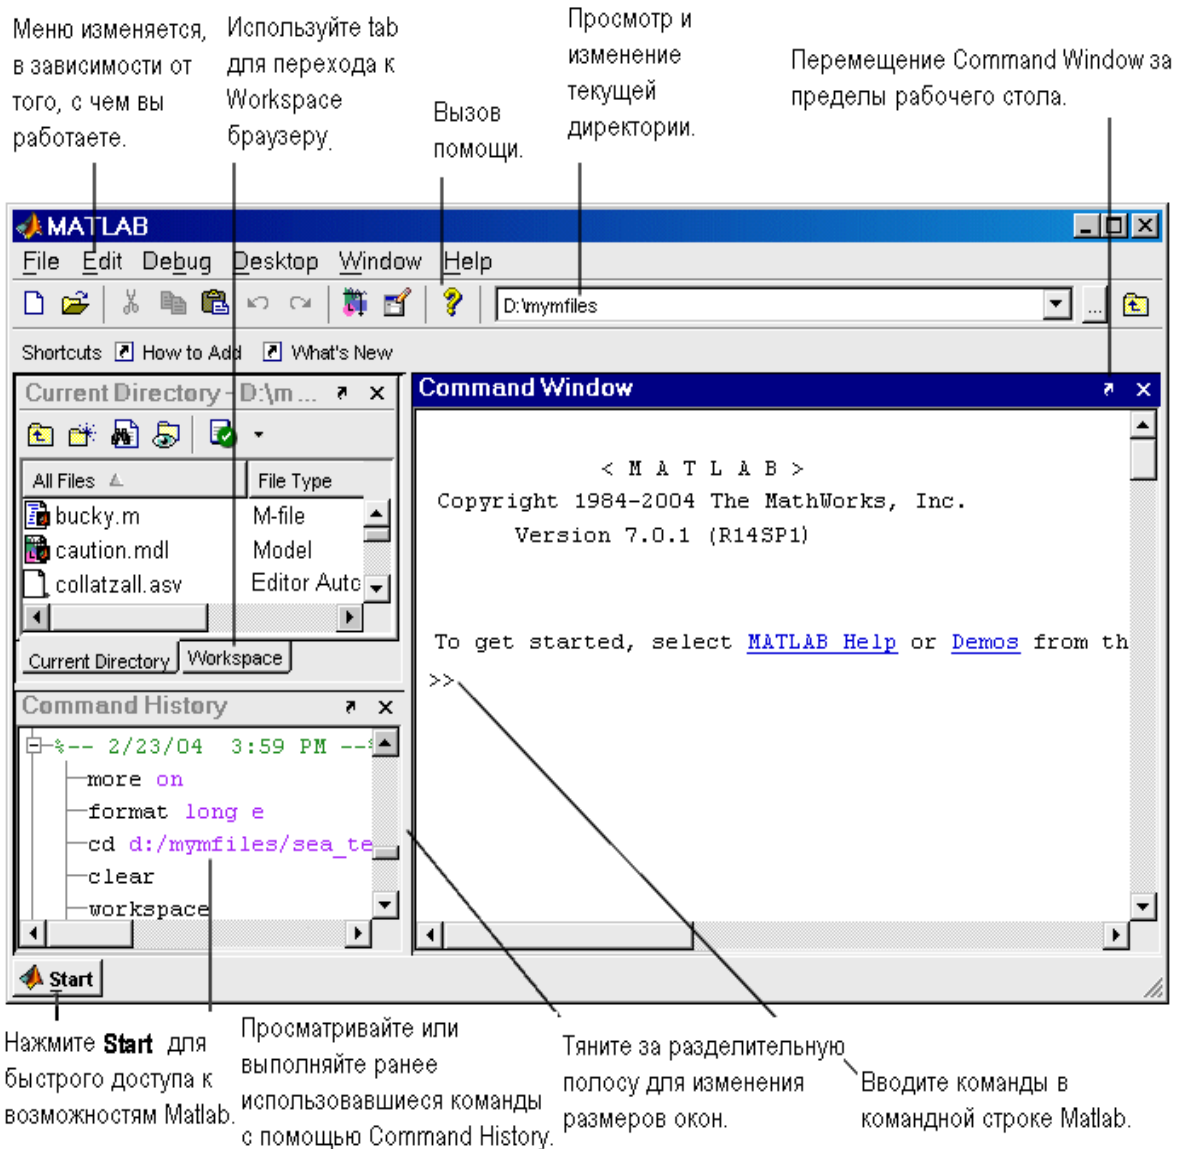 Меню изменяется,
в зависимости от
того, с чем вы
работаете.
Используйте tab
для перехода к
Workspace
браузеру.
Вызов
помощи.
Просмотр и
изменение
текущей
директории.
Перемещение Command Window за
пределы рабочего стола.
MATLAB
File Edit Debug Desktop Window Help
D:\mymfiles
...
Shortcuts How to Add What's New
Current Directory - D:\m ...
All Files File Type
bucky.m M-file
caution.mdl Model
collatzall.asv Editor Auto
Current Directory Workspace
Command History
%-- 2/23/04 3:59 PM --%
more on
format long e
cd d:/mymfiles/sea_te
clear
workspace
Command Window
< M A T L A B >
Copyright 1984-2004 The MathWorks, Inc.
Version 7.0.1 (R14SP1)
To get started, select MATLAB Help or Demos from th
>>
Start
Нажмите Start для
быстрого доступа к
возможностям Matlab.
Просматривайте или
выполняйте ранее
использовавшиеся команды
с помощью Command History.
Тяните за разделительную
полосу для изменения
размеров окон.
Вводите команды в
командной строке Matlab.